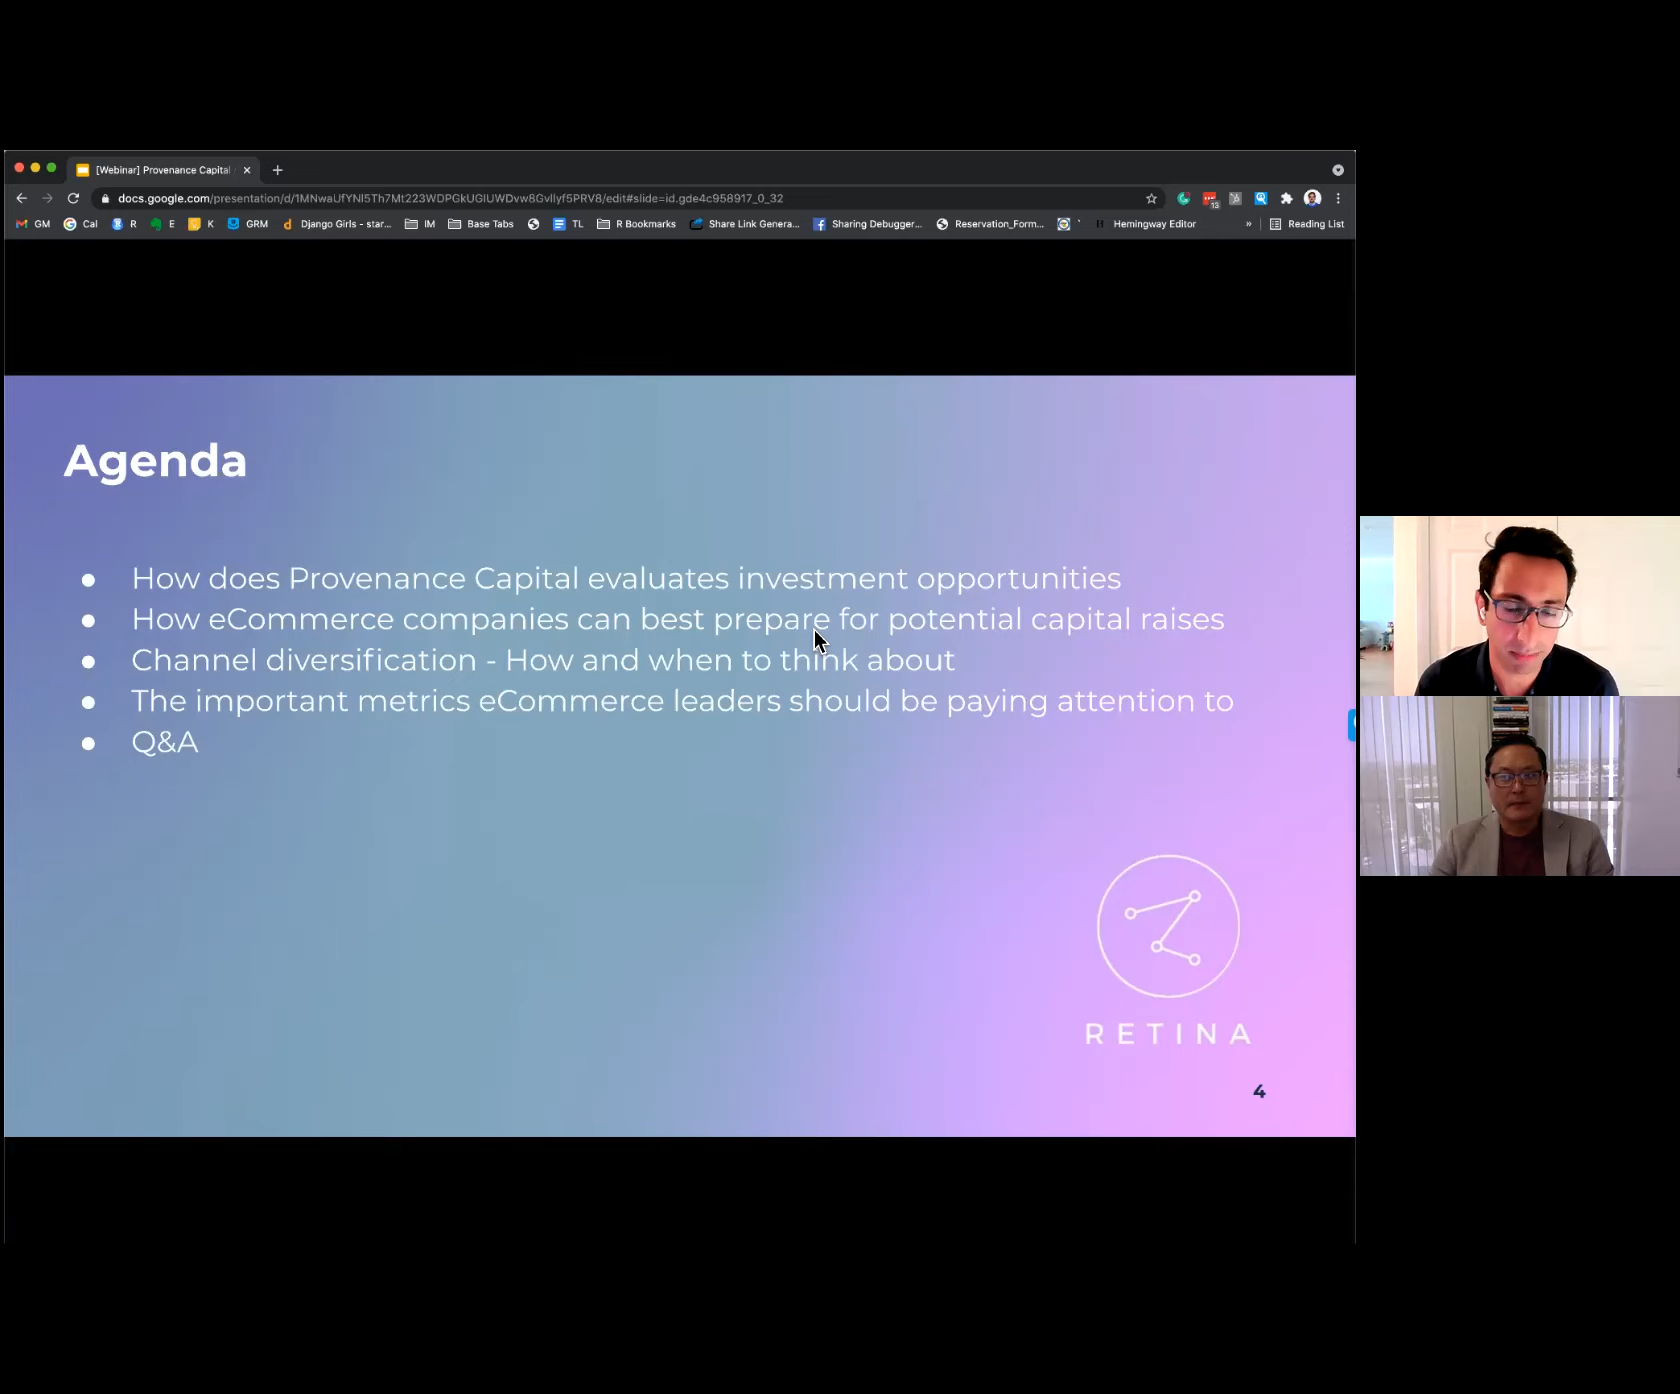 [Webinar] Provenance Capital
docs.google.com/presentation/d/1MNwaUfYNl5Th7Mt223WDPGkUGIUWDvw8Gvllyf5PRV8/edit#slide=id.gde4c958917_0_32
13
GM Cal R E K GRM Django Girls - star... IM Base Tabs TL R Bookmarks Share Link Genera... Sharing Debugger... Reservation_Form... Hemingway Editor » Reading List
Agenda
● How does Provenance Capital evaluates investment opportunities
● How eCommerce companies can best prepare for potential capital raises
● Channel diversification - How and when to think about
● The important metrics eCommerce leaders should be paying attention to
● Q&A
RETINA
4